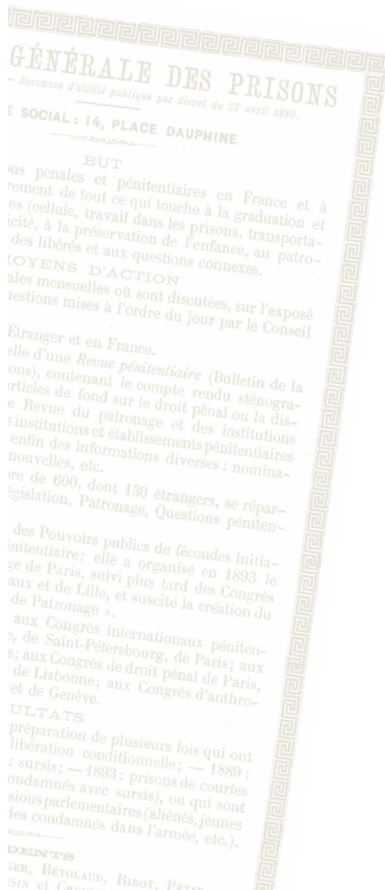 GÉNÉRALE DES PRISONS
— Reconnue d'utilité publique par décret du 28 avril 1889.
SOCIAL : 14, PLACE DAUPHINE
BUT
ons pénales et pénitentiaires en France et à
rement de tout ce qui touche à la graduation et
es (cellule, travail dans les prisons, transporta-
icité, à la préservation de l'enfance, au patro-
des libérés et aux questions connexes.
OYENS D'ACTION
ales mensuelles où sont discutées, sur l'exposé
uestions mises à l'ordre du jour par le Conseil
Étranger et en France.
elle d'une Revue pénitentiaire (Bulletin de la
ons), contenant le compte rendu sténogra-
articles de fond sur le droit pénal ou la dis-
e Revue du patronage et des institutions
s institutions et établissements pénitentiaires
enfin des informations diverses : nomina-
nouvelles, etc.
re de 600, dont 130 étrangers, se répar-
égislation, Patronage, Questions péniten-
des Pouvoirs publics de fécondes initia-
énitentiaire ; elle a organisé en 1893 le
ge de Paris, suivi plus tard des Congrès
aux et de Lille, et suscité la création du
de Patronage ».
aux Congrès internationaux péniten-
e, de Saint-Pétersbourg, de Paris ; aux
s ; aux Congrès de droit pénal de Paris,
de Lisbonne ; aux Congrès d'anthro-
et de Genève.
ULTATS
préparation de plusieurs lois qui ont
libération conditionnelle ; — 1889 :
: sursis ; — 1893 : prisons de courtes
ondamnés avec sursis), ou qui sont
sions parlementaires (aliénés, jeunes
des condamnés dans l'armée, etc.).
DENTS
GER, BÉTOLAUD, RIBOT, PETIT